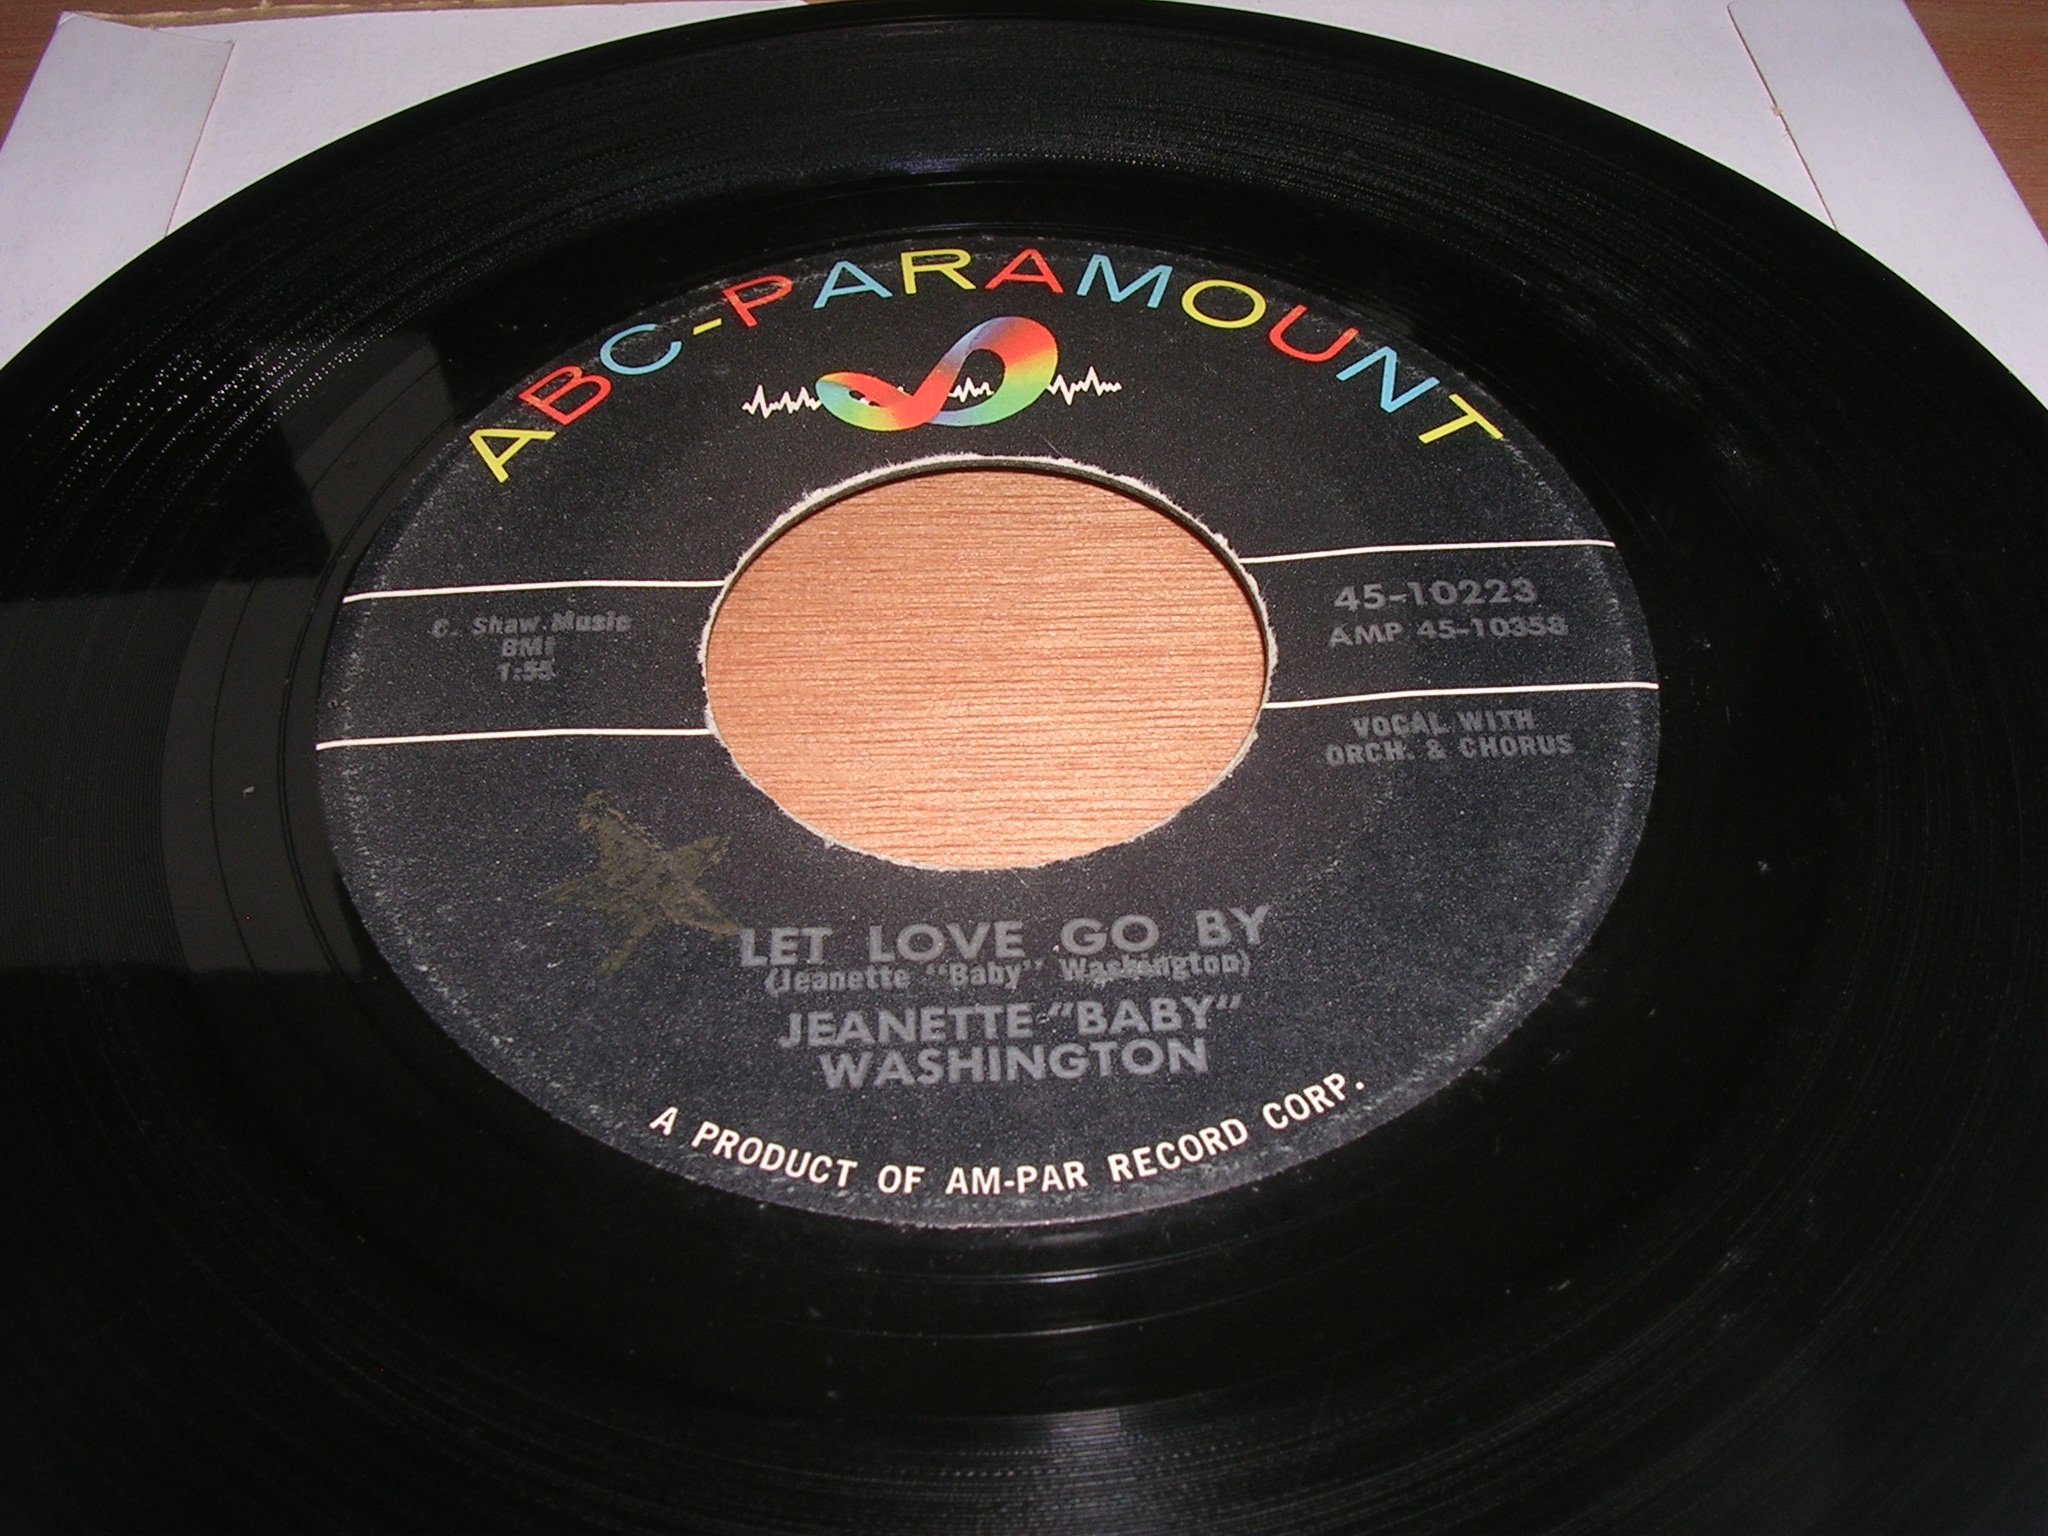 ABC-PARAMOUNT
C. Shaw Music
BMI
1:55
45-10223
AMP 45-10358
VOCAL WITH
ORCH. & CHORUS
LET LOVE GO BY
(Jeanette "Baby" Washington)
JEANETTE "BABY"
WASHINGTON
A PRODUCT OF AM-PAR RECORD CORP.